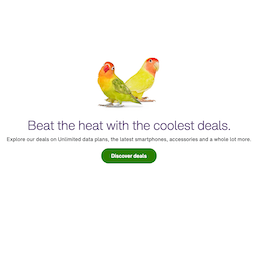 Beat the heat with the coolest deals.
Explore our deals on Unlimited data plans, the latest smartphones, accessories and a whole lot more.
Discover deals